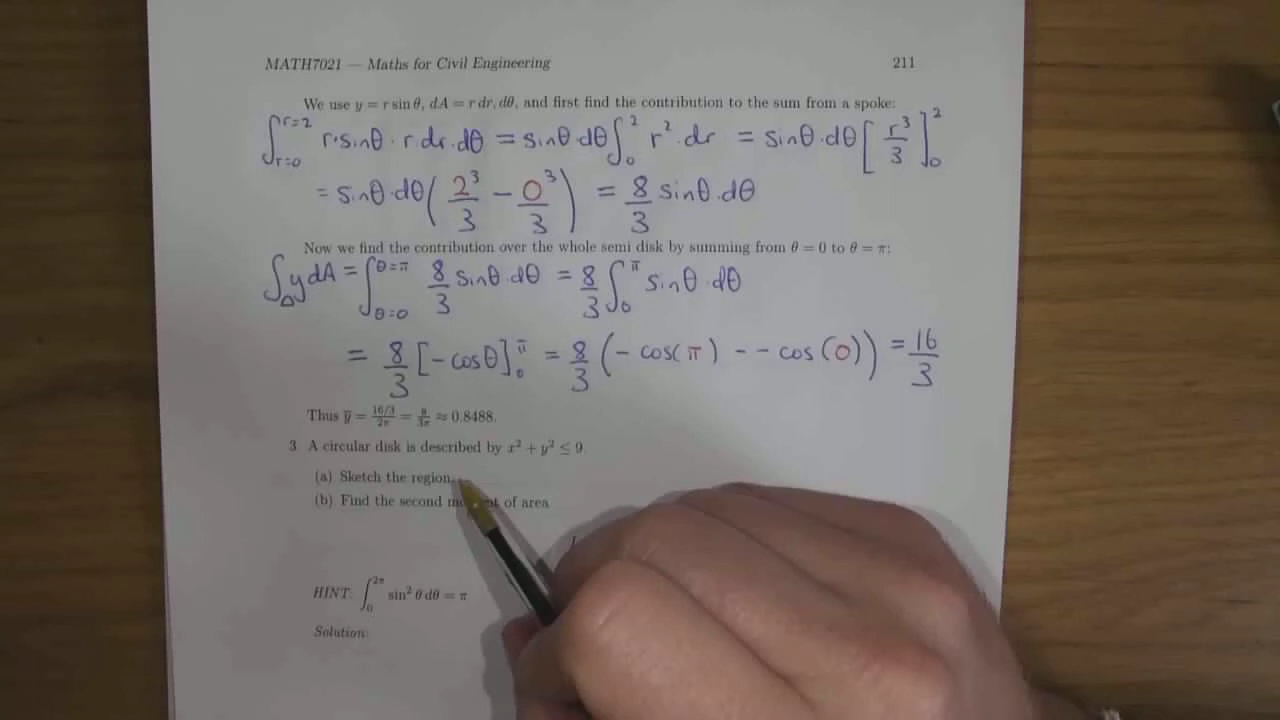 MATH7021 — Maths for Civil Engineering 211
We use y = r sin θ, dA = r dr, dθ, and first find the contribution to the sum from a spoke:
∫_{r=0}^{r=2} r·sinθ · r.dr.dθ = sinθ·dθ ∫_0^2 r²·dr = sinθ·dθ [r³/3]_0^2
= sinθ·dθ (2³/3 − 0³/3) = 8/3 sinθ·dθ
Now we find the contribution over the whole semi disk by summing from θ = 0 to θ = π:
∫_D y dA = ∫_{θ=0}^{θ=π} 8/3 sinθ·dθ = 8/3 ∫_0^π sinθ·dθ
= 8/3 [−cosθ]_0^π = 8/3 (−cos(π) − −cos(0)) = 16/3
Thus ȳ = (16/3)/(2π) = 8/(3π) ≈ 0.8488.
3 A circular disk is described by x² + y² ≤ 9
(a) Sketch the region
(b) Find the second of area
HINT: ∫_0^{2π} sin² θ dθ = π
Solution: